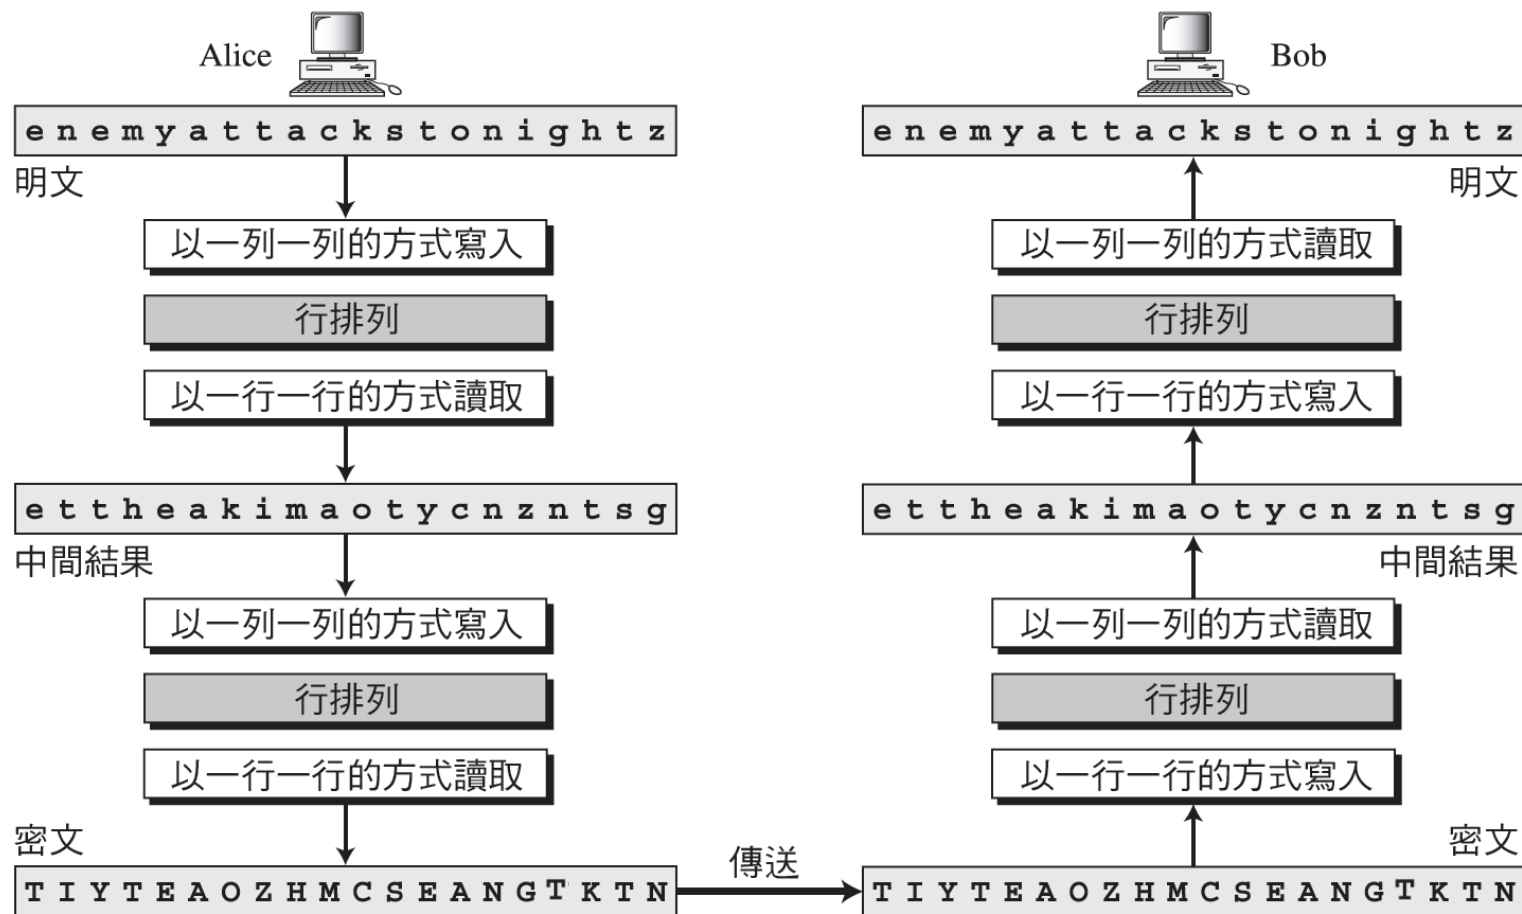 Alice
e n e m y a t t a c k s t o n i g h t z
明文
以一列一列的方式寫入
行排列
以一行一行的方式讀取
e t t h e a k i m a o t y c n z n t s g
中間結果
以一列一列的方式寫入
行排列
以一行一行的方式讀取
密文
T I Y T E A O Z H M C S E A N G T K T N
傳送
Bob
e n e m y a t t a c k s t o n i g h t z
明文
以一列一列的方式讀取
行排列
以一行一行的方式寫入
e t t h e a k i m a o t y c n z n t s g
中間結果
以一列一列的方式讀取
行排列
以一行一行的方式寫入
密文
T I Y T E A O Z H M C S E A N G T K T N